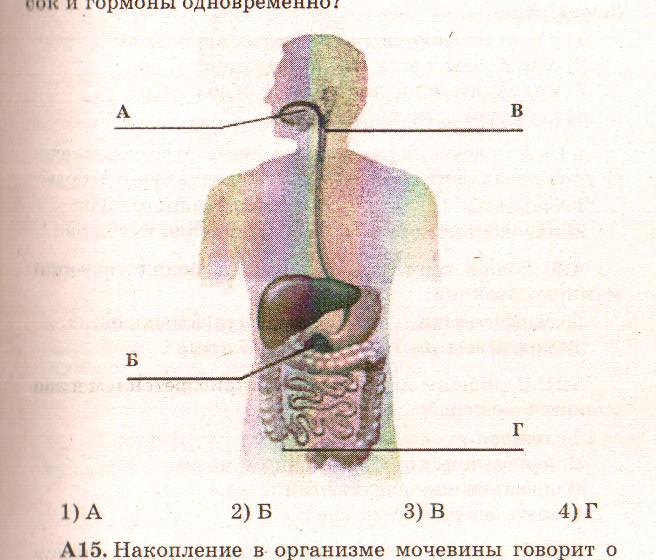 сок и гормоны одновременно?
А
В
Б
Г
1) А 2) Б 3) В 4) Г
А15. Накопление в организме мочевины говорит о